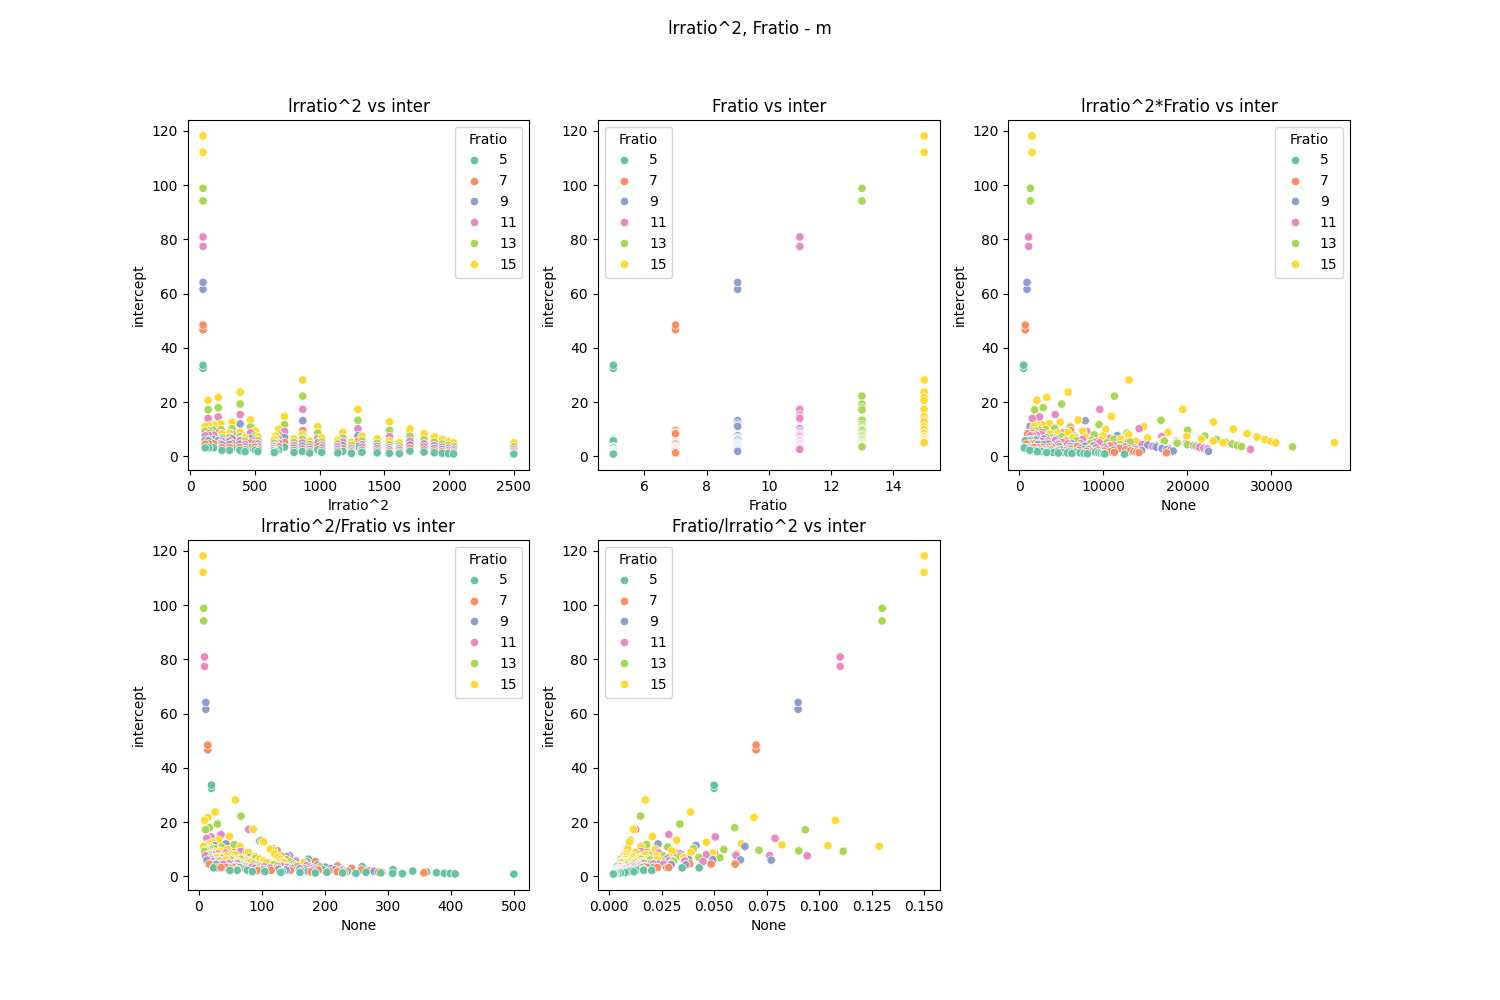 lrratio^2, Fratio - m
lrratio^2 vs inter
120
100
80
60
40
20
0
intercept
Fratio
5
7
9
11
13
15
0 500 1000 1500 2000 2500
lrratio^2
Fratio vs inter
120
100
80
60
40
20
0
intercept
Fratio
5
7
9
11
13
15
6 8 10 12 14
Fratio
lrratio^2*Fratio vs inter
120
100
80
60
40
20
0
intercept
Fratio
5
7
9
11
13
15
0 10000 20000 30000
None
lrratio^2/Fratio vs inter
120
100
80
60
40
20
0
intercept
Fratio
5
7
9
11
13
15
0 100 200 300 400 500
None
Fratio/lrratio^2 vs inter
120
100
80
60
40
20
0
intercept
Fratio
5
7
9
11
13
15
0.000 0.025 0.050 0.075 0.100 0.125 0.150
None